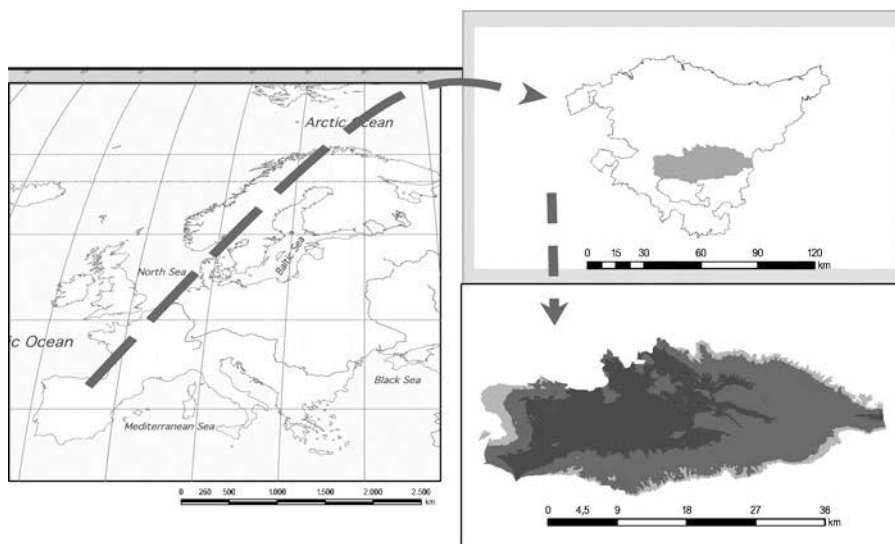 Arctic Ocean
North Sea
Baltic Sea
ic Ocean
Black Sea
Mediterranean Sea
0 250 500 1.000 1.500 2.000 2.500
km
0 15 30 60 90 120
km
0 4,5 9 18 27 36
km